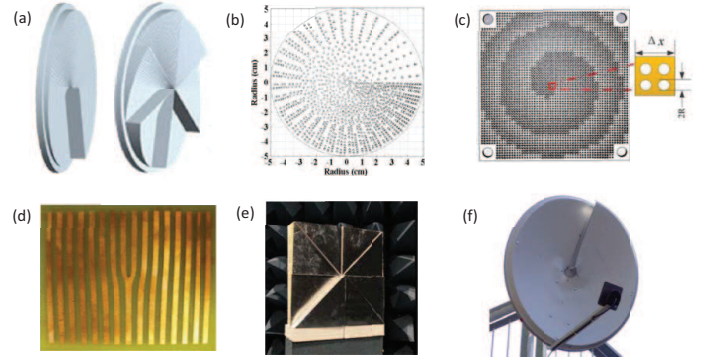 (a)
(b)
Radius (cm)
5
4
3
2
1
0
-1
-2
-3
-4
-5
-5 -4 -3 -2 -1 0 1 2 3 4 5
Radius (cm)
(c)
Δx
2R
(d)
(e)
(f)